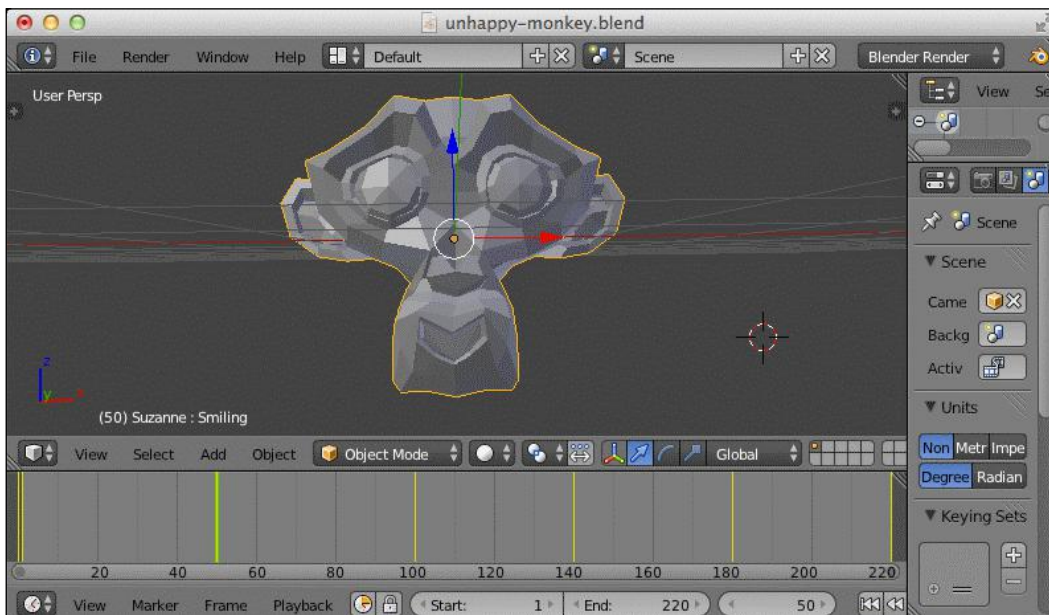 unhappy-monkey.blend
File Render Window Help Default Scene Blender Render
User Persp
View Se
Scene
Scene
Came
Backg
Activ
(50) Suzanne : Smiling
Units
View Select Add Object Object Mode Global
Non Metr Impe
Degree Radian
Keying Sets
20 40 60 80 100 120 140 160 180 200 220
View Marker Frame Playback Start: 1 End: 220 50
z
y
x